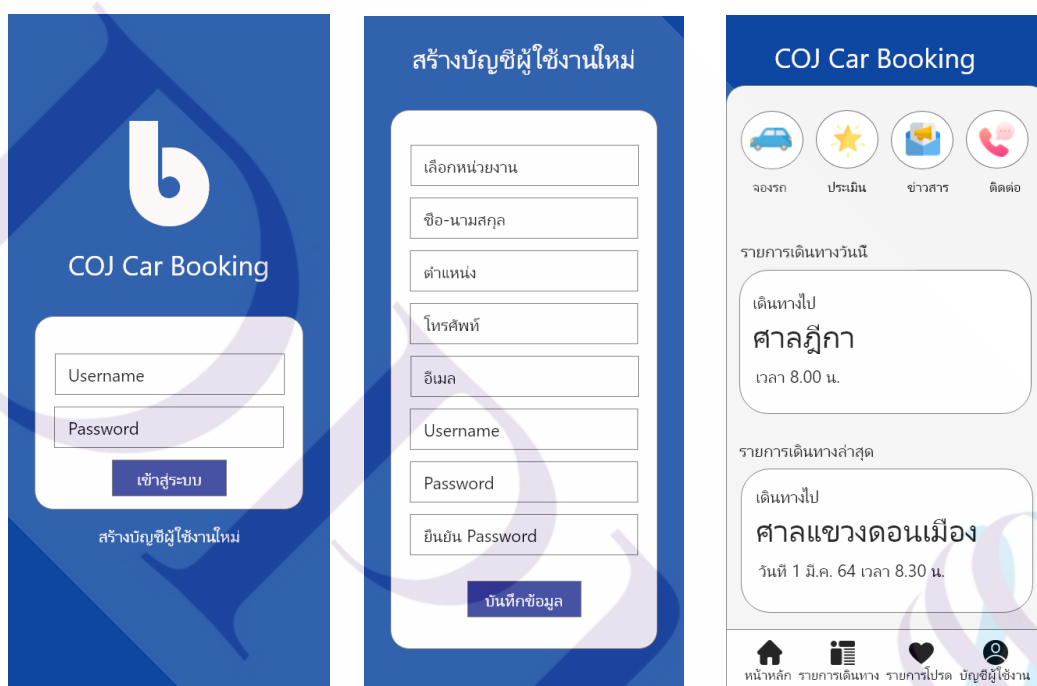 b
COJ Car Booking
Username
Password
เข้าสู่ระบบ
สร้างบัญชีผู้ใช้งานใหม่
สร้างบัญชีผู้ใช้งานใหม่
เลือกหน่วยงาน
ชื่อ-นามสกุล
ตำแหน่ง
โทรศัพท์
อีเมล
Username
Password
ยืนยัน Password
บันทึกข้อมูล
COJ Car Booking
จองรถ ประเมิน ข่าวสาร ติดต่อ
รายการเดินทางวันนี้
เดินทางไป
ศาลฎีกา
เวลา 8.00 น.
รายการเดินทางล่าสุด
เดินทางไป
ศาลแขวงดอนเมือง
วันที่ 1 มี.ค. 64 เวลา 8.30 น.
หน้าหลัก รายการเดินทาง รายการโปรด บัญชีผู้ใช้งาน